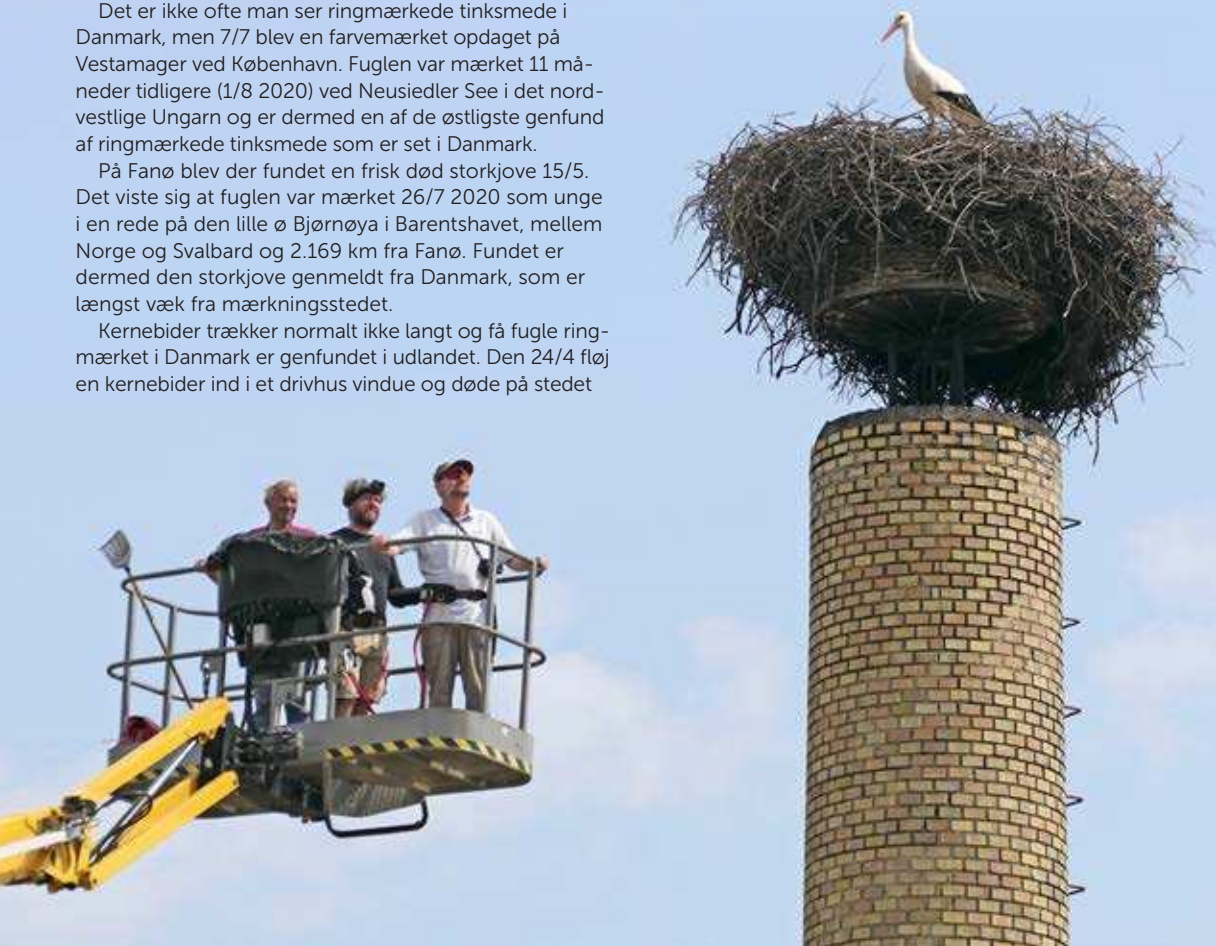 Det er ikke ofte man ser ringmærkede tinksmede i
Danmark, men 7/7 blev en farvemærket opdaget på
Vestamager ved København. Fuglen var mærket 11 må-
neder tidligere (1/8 2020) ved Neusiedler See i det nord-
vestlige Ungarn og er dermed en af de østligste genfund
af ringmærkede tinksmede som er set i Danmark.
På Fanø blev der fundet en frisk død storkjove 15/5.
Det viste sig at fuglen var mærket 26/7 2020 som unge
i en rede på den lille ø Bjørnøya i Barentshavet, mellem
Norge og Svalbard og 2.169 km fra Fanø. Fundet er
dermed den storkjove genmeldt fra Danmark, som er
længst væk fra mærkningsstedet.
Kernebider trækker normalt ikke langt og få fugle ring-
mærket i Danmark er genfundet i udlandet. Den 24/4 fløj
en kernebider ind i et drivhus vindue og døde på stedet